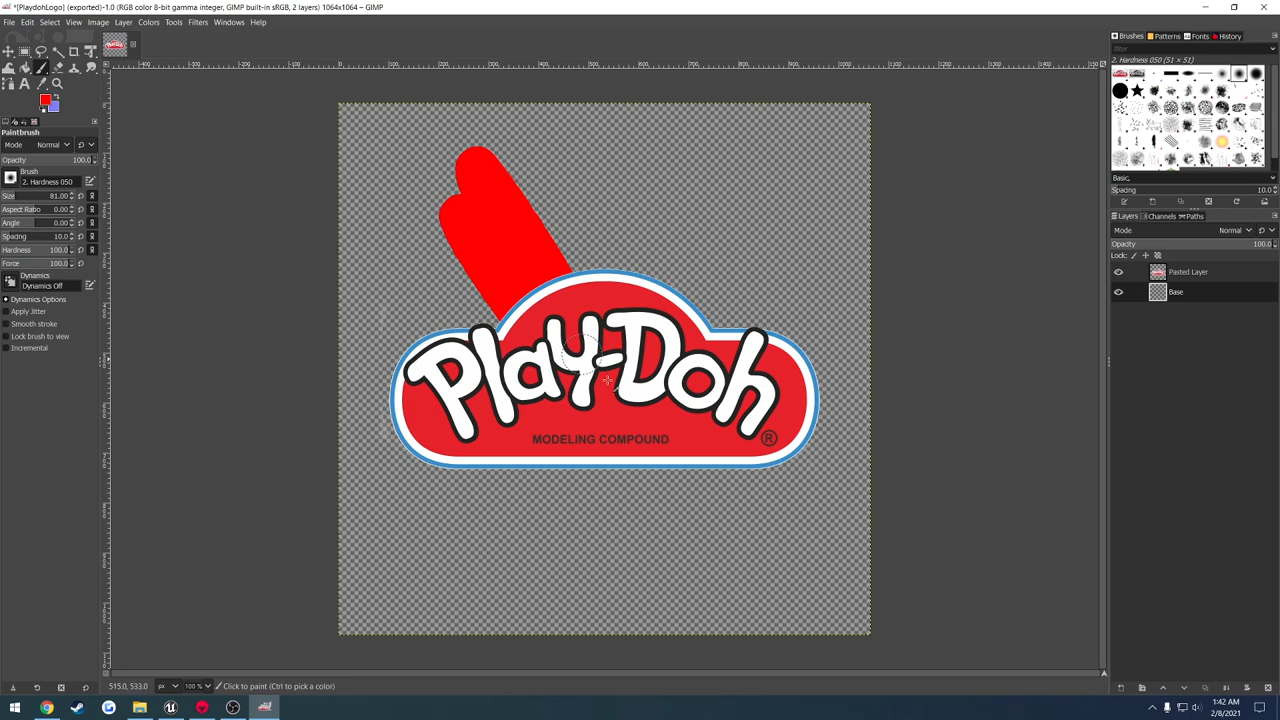 *[PlaydohLogo] (exported)-1.0 (RGB color 8-bit gamma integer, GIMP built-in sRGB, 2 layers) 1064x1064 – GIMP
File Edit Select View Image Layer Colors Tools Filters Windows Help
Brushes Patterns Fonts History
filter
2. Hardness 050 (51 × 51)
Paintbrush
Mode Normal
Opacity 100.0
Brush
2. Hardness 050
Size 81.00
Aspect Ratio 0.00
Angle 0.00
Spacing 10.0
Hardness 100.0
Force 100.0
Dynamics
Dynamics Off
Dynamics Options
Apply Jitter
Smooth stroke
Lock brush to view
Incremental
Play-Doh
MODELING COMPOUND ®
Basic,
Spacing 10.0
Layers Channels Paths
Mode Normal
Opacity 100.0
Lock:
Pasted Layer
Base
515.0, 533.0 px 100 % Click to paint (Ctrl to pick a color)
1:42 AM
2/8/2021